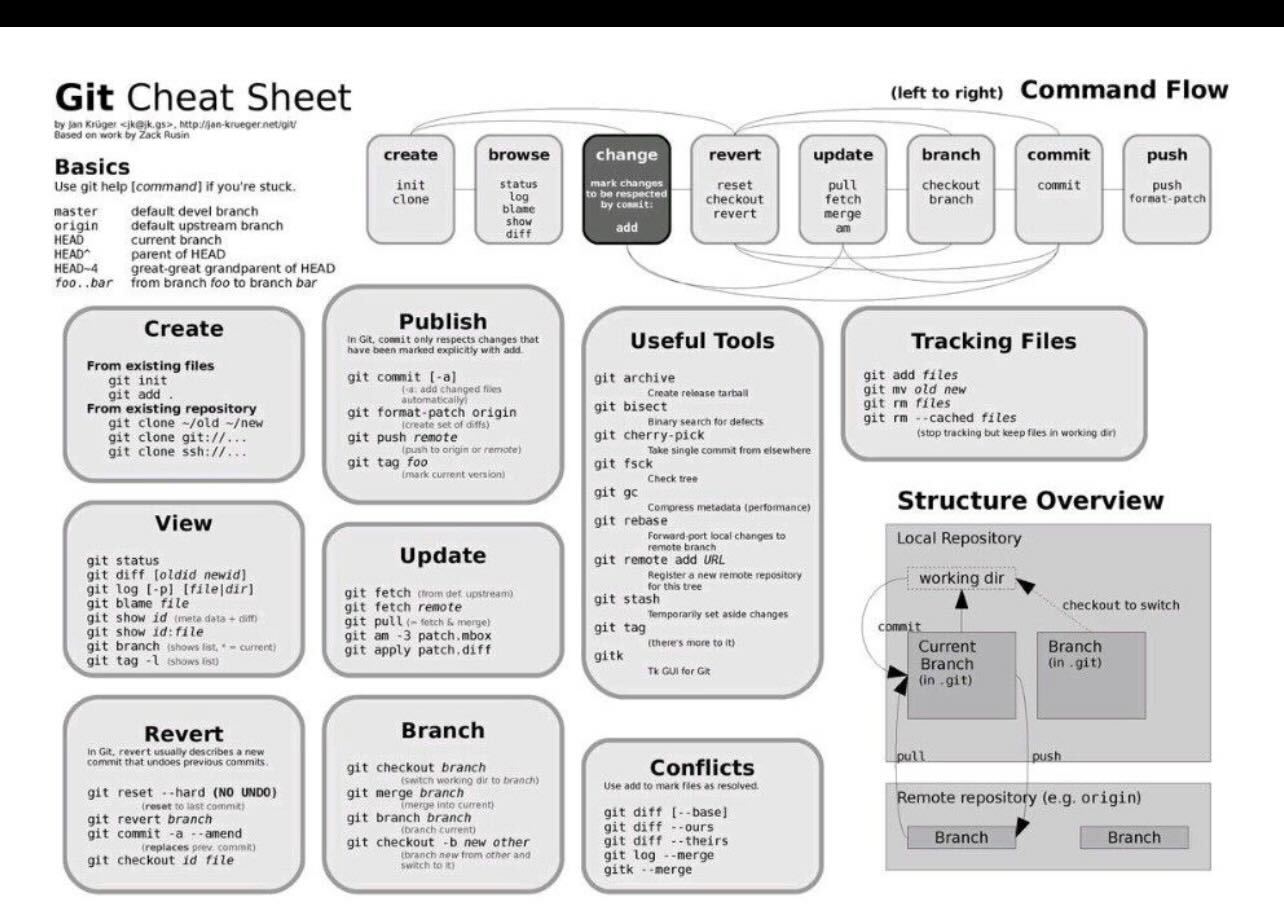 Git Cheat Sheet
by Jan Krüger <jk@jk.gs>, http://jan-krueger.net/git/
Based on work by Zack Rusin
Basics
Use git help [command] if you're stuck.
master default devel branch
origin default upstream branch
HEAD current branch
HEAD^ parent of HEAD
HEAD~4 great-great grandparent of HEAD
foo..bar from branch foo to branch bar
(left to right) Command Flow
create
init
clone
browse
status
log
blame
show
diff
change
mark changes
to be respected
by commit:
add
revert
reset
checkout
revert
update
pull
fetch
merge
am
branch
checkout
branch
commit
commit
push
push
format-patch
Create
From existing files
git init
git add .
From existing repository
git clone ~/old ~/new
git clone git://...
git clone ssh://...
View
git status
git diff [oldid newid]
git log [-p] [file|dir]
git blame file
git show id (meta data + diff)
git show id:file
git branch (shows list, * = current)
git tag -l (shows list)
Revert
In Git, revert usually describes a new
commit that undoes previous commits.
git reset --hard (NO UNDO)
(reset to last commit)
git revert branch
git commit -a --amend
(replaces prev. commit)
git checkout id file
Publish
In Git, commit only respects changes that
have been marked explicitly with add.
git commit [-a]
(-a: add changed files
automatically)
git format-patch origin
(create set of diffs)
git push remote
(push to origin or remote)
git tag foo
(mark current version)
Update
git fetch (from def. upstream)
git fetch remote
git pull (= fetch & merge)
git am -3 patch.mbox
git apply patch.diff
Branch
git checkout branch
(switch working dir to branch)
git merge branch
(merge into current)
git branch branch
(branch current)
git checkout -b new other
(branch new from other and
switch to it)
Useful Tools
git archive
Create release tarball
git bisect
Binary search for defects
git cherry-pick
Take single commit from elsewhere
git fsck
Check tree
git gc
Compress metadata (performance)
git rebase
Forward-port local changes to
remote branch
git remote add URL
Register a new remote repository
for this tree
git stash
Temporarily set aside changes
git tag
(there's more to it)
gitk
Tk GUI for Git
Conflicts
Use add to mark files as resolved.
git diff [--base]
git diff --ours
git diff --theirs
git log --merge
gitk --merge
Tracking Files
git add files
git mv old new
git rm files
git rm --cached files
(stop tracking but keep files in working dir)
Structure Overview
Local Repository
working dir
checkout to switch
commit
Current
Branch
(in .git)
Branch
(in .git)
pull
push
Remote repository (e.g. origin)
Branch
Branch